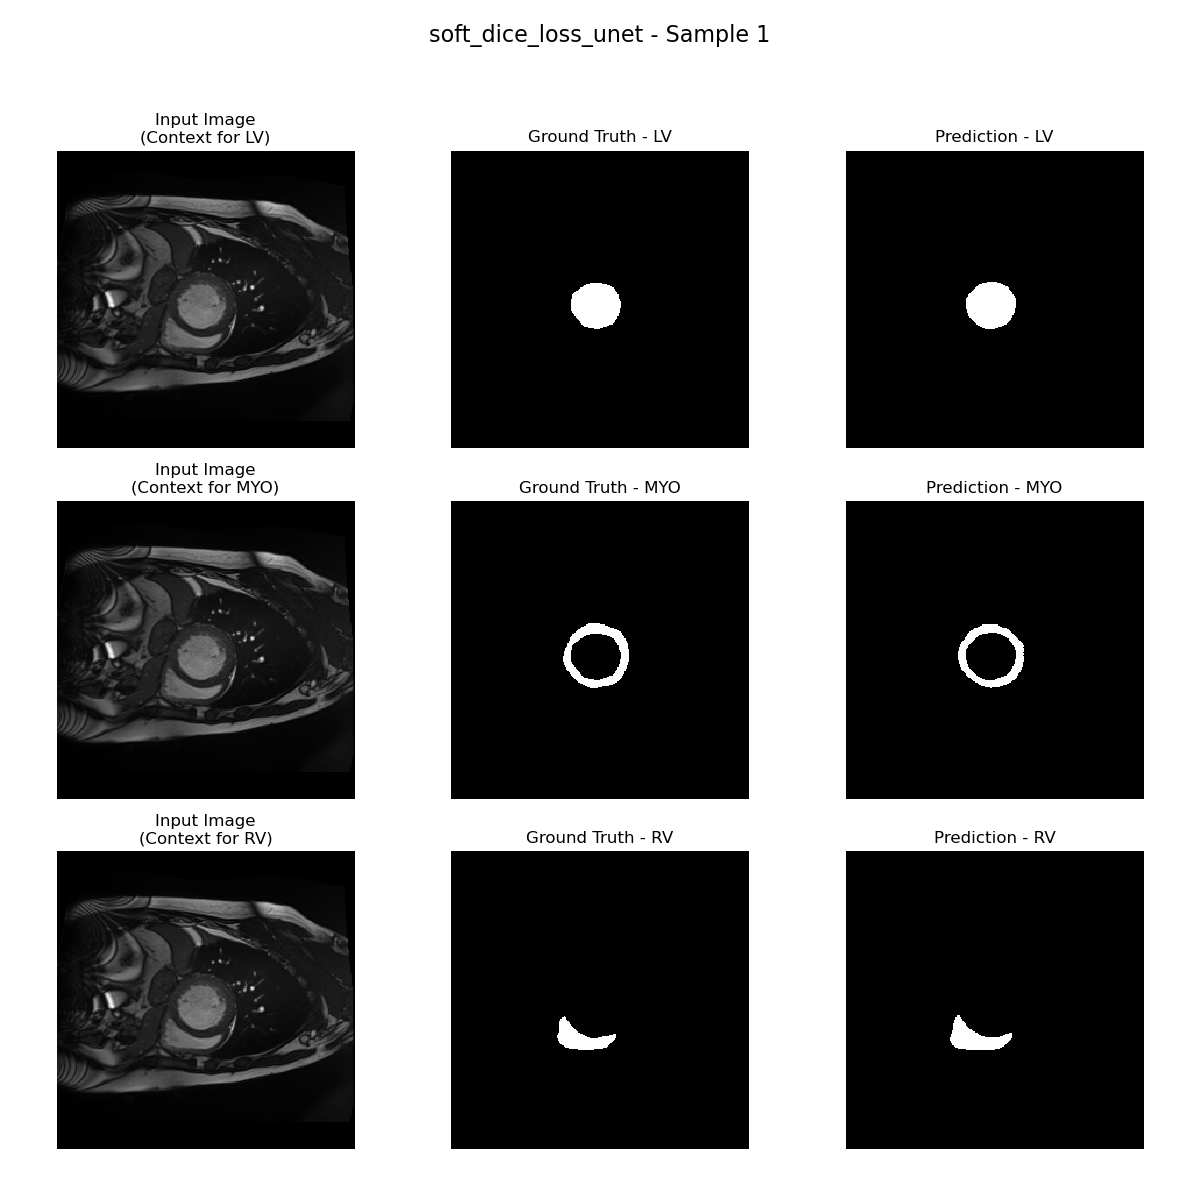 soft_dice_loss_unet - Sample 1
Input Image
(Context for LV)
Ground Truth - LV
Prediction - LV
Input Image
(Context for MYO)
Ground Truth - MYO
Prediction - MYO
Input Image
(Context for RV)
Ground Truth - RV
Prediction - RV